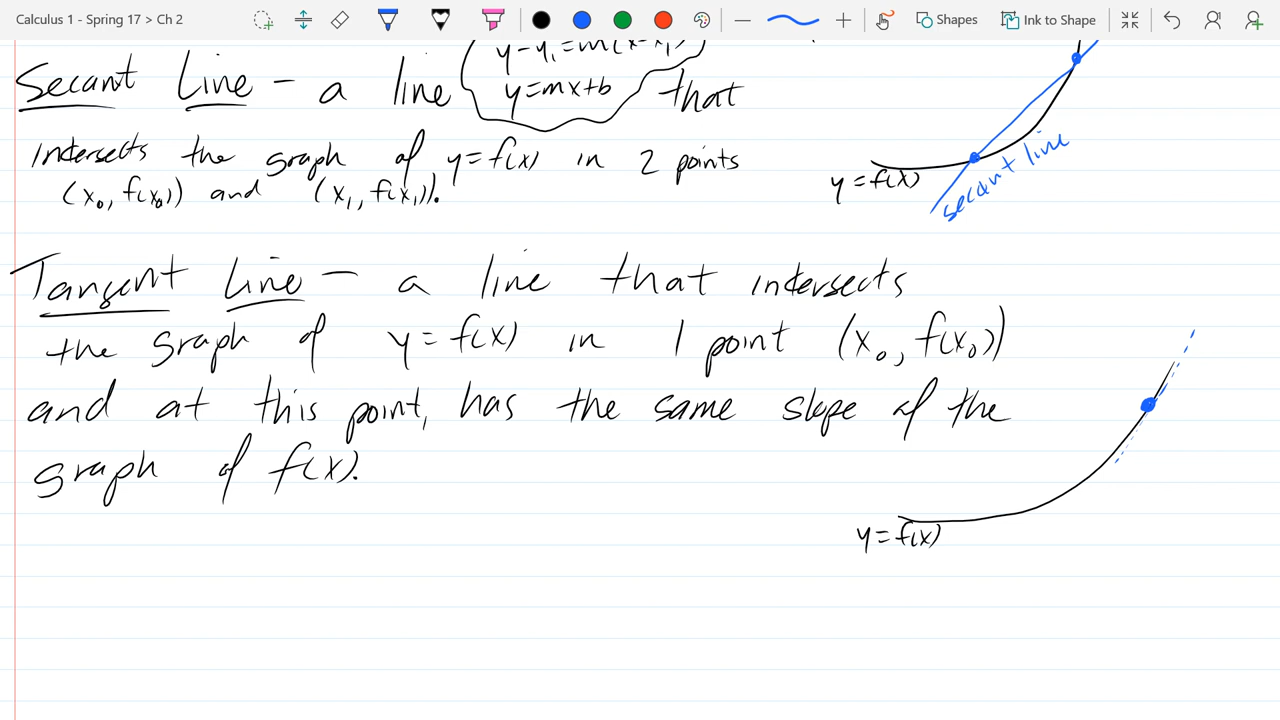 Calculus 1 - Spring 17 > Ch 2
Shapes
Ink to Shape
y-y₁=m(x-x₁)
Secant Line - a line y=mx+b that
intersects the graph of y=f(x) in 2 points
(x₀, f(x₀)) and (x₁, f(x₁)).
y=f(x)
secant line
Tangent Line - a line that intersects
the graph of y=f(x) in 1 point (x₀, f(x₀))
and at this point, has the same slope of the
graph of f(x).
y=f(x)